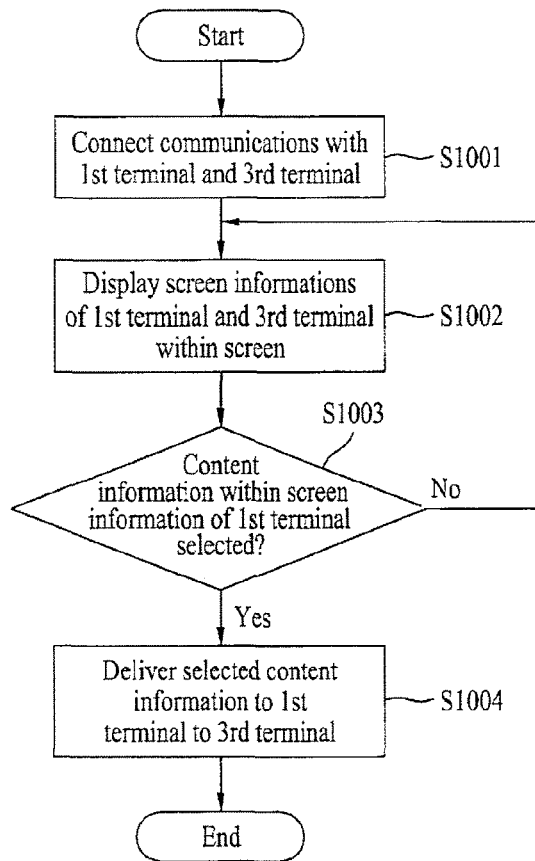 Start
Connect communications with
1st terminal and 3rd terminal
S1001
Display screen informations
of 1st terminal and 3rd terminal
within screen
S1002
S1003
Content
information within screen
information of 1st terminal
selected?
No
Yes
Deliver selected content
information to 1st
terminal to 3rd terminal
S1004
End